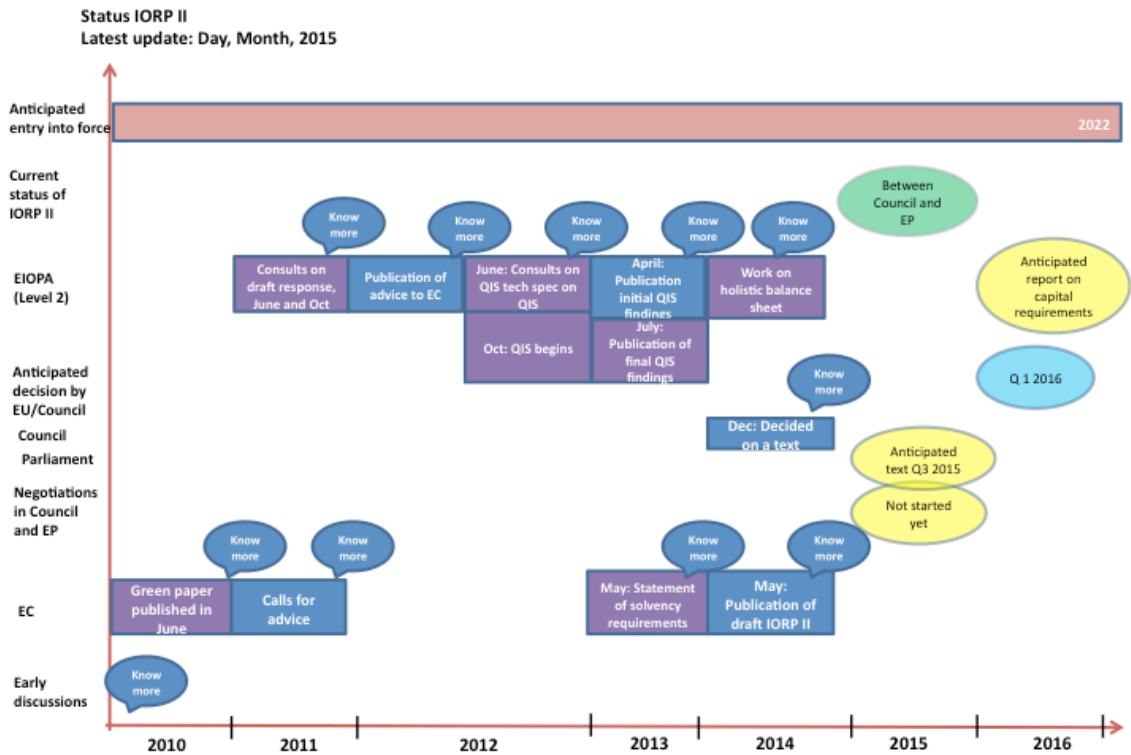 Status IORP II
Latest update: Day, Month, 2015
Anticipated
entry into force
2022
Current
status of
IORP II
Between
Council and
EP
Know
more
Know
more
Know
more
Know
more
Know
more
EIOPA
(Level 2)
Consults on
draft response,
June and Oct
Publication of
advice to EC
June: Consults on
QIS tech spec on
QIS
April:
Publication
initial QIS
findings
Work on
holistic balance
sheet
Anticipated
report on
capital
requirements
Oct: QIS begins
July:
Publication of
final QIS
findings
Anticipated
decision by
EU/Council
Know
more
Q 1 2016
Council
Dec: Decided
on a text
Parliament
Anticipated
text Q3 2015
Negotiations
in Council
and EP
Not started
yet
Know
more
Know
more
Know
more
Know
more
EC
Green paper
published in
June
Calls for
advice
May: Statement
of solvency
requirements
May:
Publication of
draft IORP II
Early
discussions
Know
more
2010
2011
2012
2013
2014
2015
2016